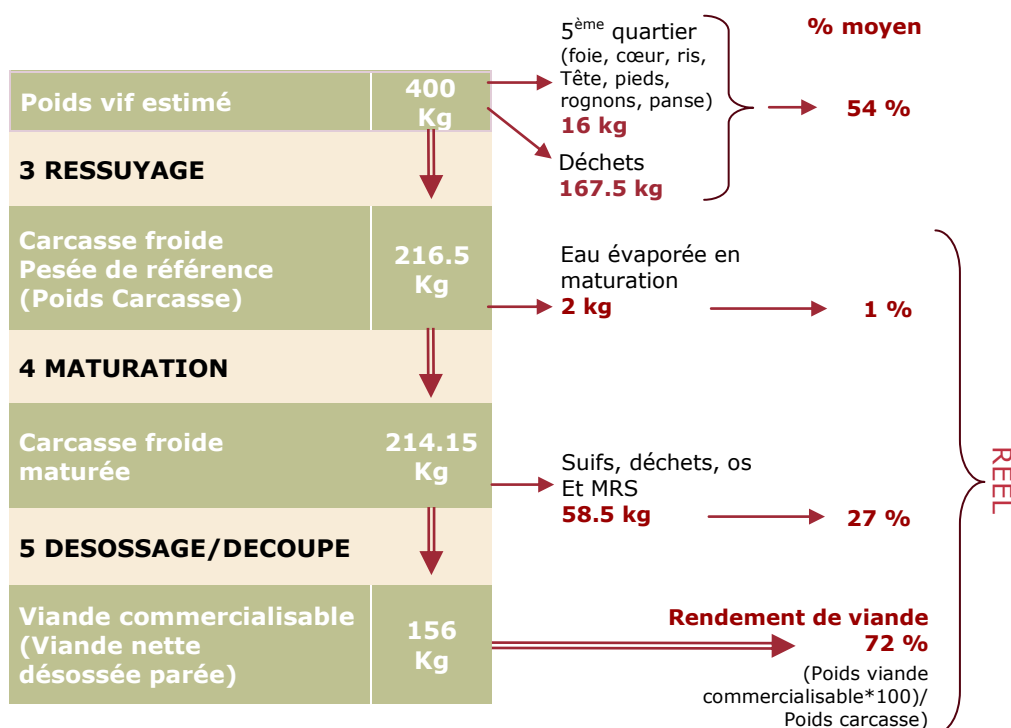 5ème quartier
(foie, cœur, ris,
Tête, pieds,
rognons, panse)
16 kg
% moyen
Poids vif estimé
400
Kg
54 %
Déchets
167.5 kg
3 RESSUYAGE
Carcasse froide
Pesée de référence
(Poids Carcasse)
216.5
Kg
Eau évaporée en
maturation
2 kg
1 %
4 MATURATION
Carcasse froide
maturée
214.15
Kg
Suifs, déchets, os
Et MRS
58.5 kg
27 %
REEL
5 DESOSSAGE/DECOUPE
Viande commercialisable
(Viande nette
désossée parée)
156
Kg
Rendement de viande
72 %
(Poids viande
commercialisable*100)/
Poids carcasse)